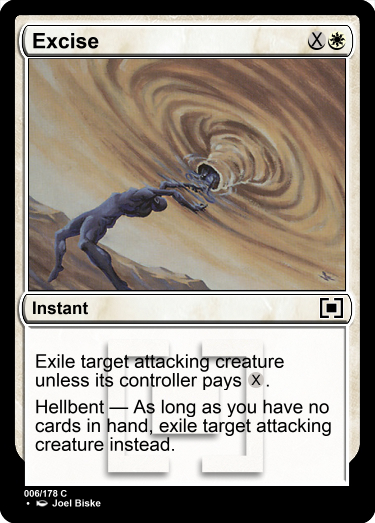 Excise X
Instant
Exile target attacking creature
unless its controller pays X.
Hellbent — As long as you have no
cards in hand, exile target attacking
creature instead.
006/178 C
• Joel Biske